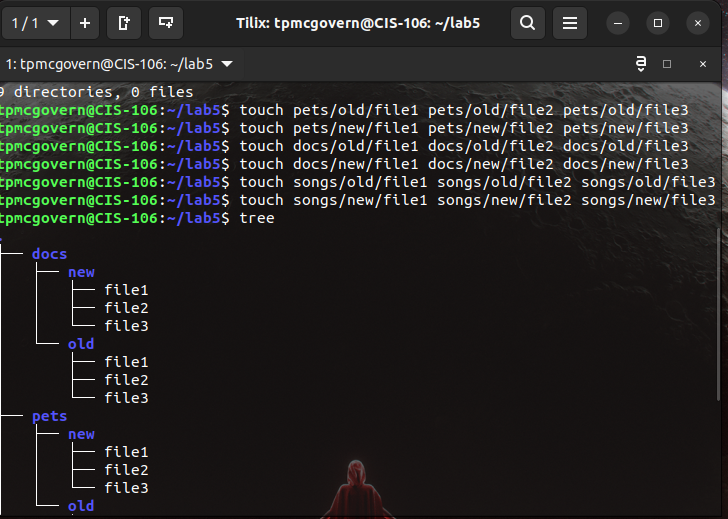 1 / 1
Tilix: tpmcgovern@CIS-106: ~/lab5
1: tpmcgovern@CIS-106: ~/lab5
9 directories, 0 files
tpmcgovern@CIS-106:~/lab5$ touch pets/old/file1 pets/old/file2 pets/old/file3
tpmcgovern@CIS-106:~/lab5$ touch pets/new/file1 pets/new/file2 pets/new/file3
tpmcgovern@CIS-106:~/lab5$ touch docs/old/file1 docs/old/file2 docs/old/file3
tpmcgovern@CIS-106:~/lab5$ touch docs/new/file1 docs/new/file2 docs/new/file3
tpmcgovern@CIS-106:~/lab5$ touch songs/old/file1 songs/old/file2 songs/old/file3
tpmcgovern@CIS-106:~/lab5$ touch songs/new/file1 songs/new/file2 songs/new/file3
tpmcgovern@CIS-106:~/lab5$ tree
.
├── docs
│   ├── new
│   │   ├── file1
│   │   ├── file2
│   │   └── file3
│   └── old
│       ├── file1
│       ├── file2
│       └── file3
├── pets
│   ├── new
│   │   ├── file1
│   │   ├── file2
│   │   └── file3
│   └── old